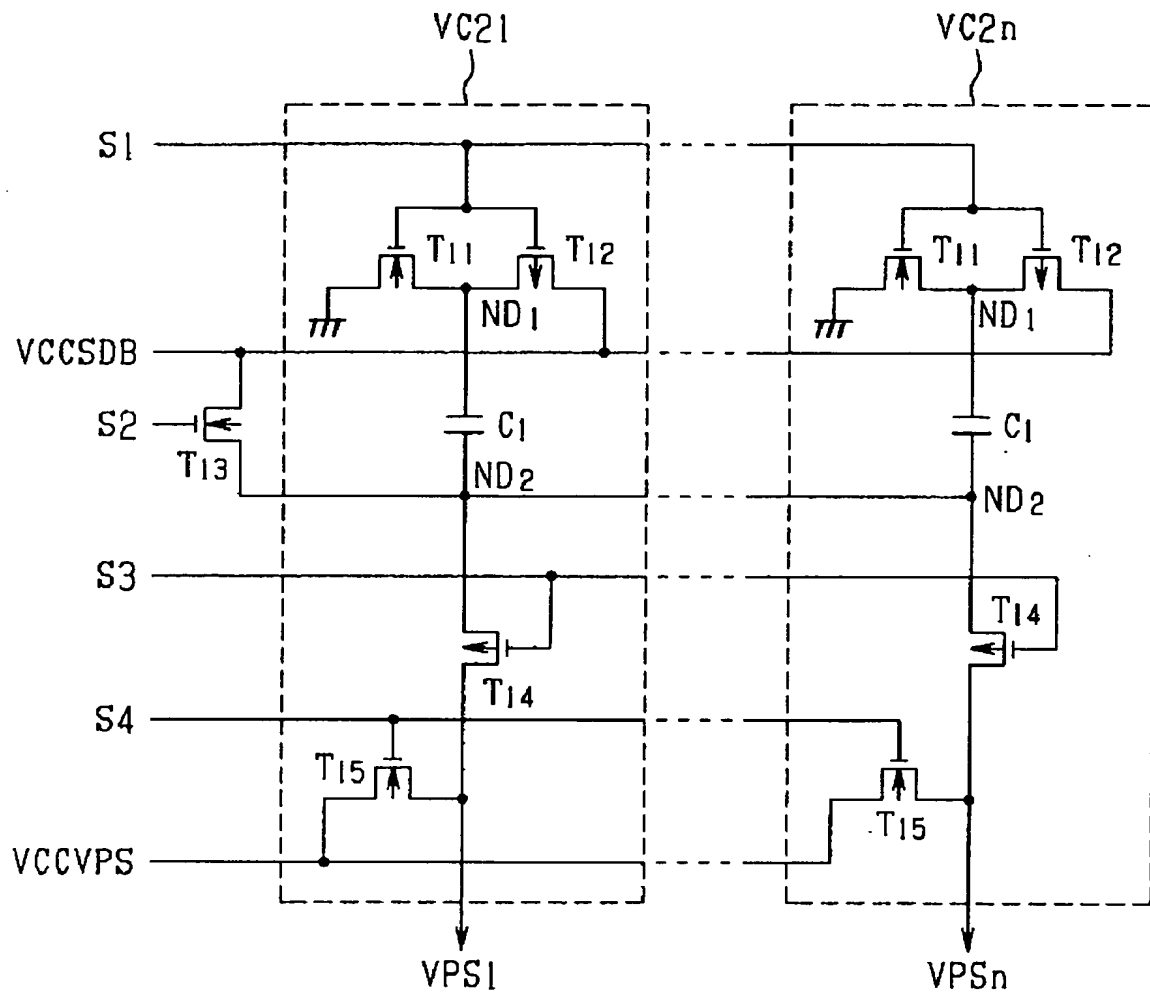 VC21 VC2n
S1
T11 T12 T11 T12
ND1 ND1
VCCSDB
S2 C1 C1
T13
ND2 ND2
S3
T14
T14
S4
T15
T15
VCCVPS
VPS1 VPSn